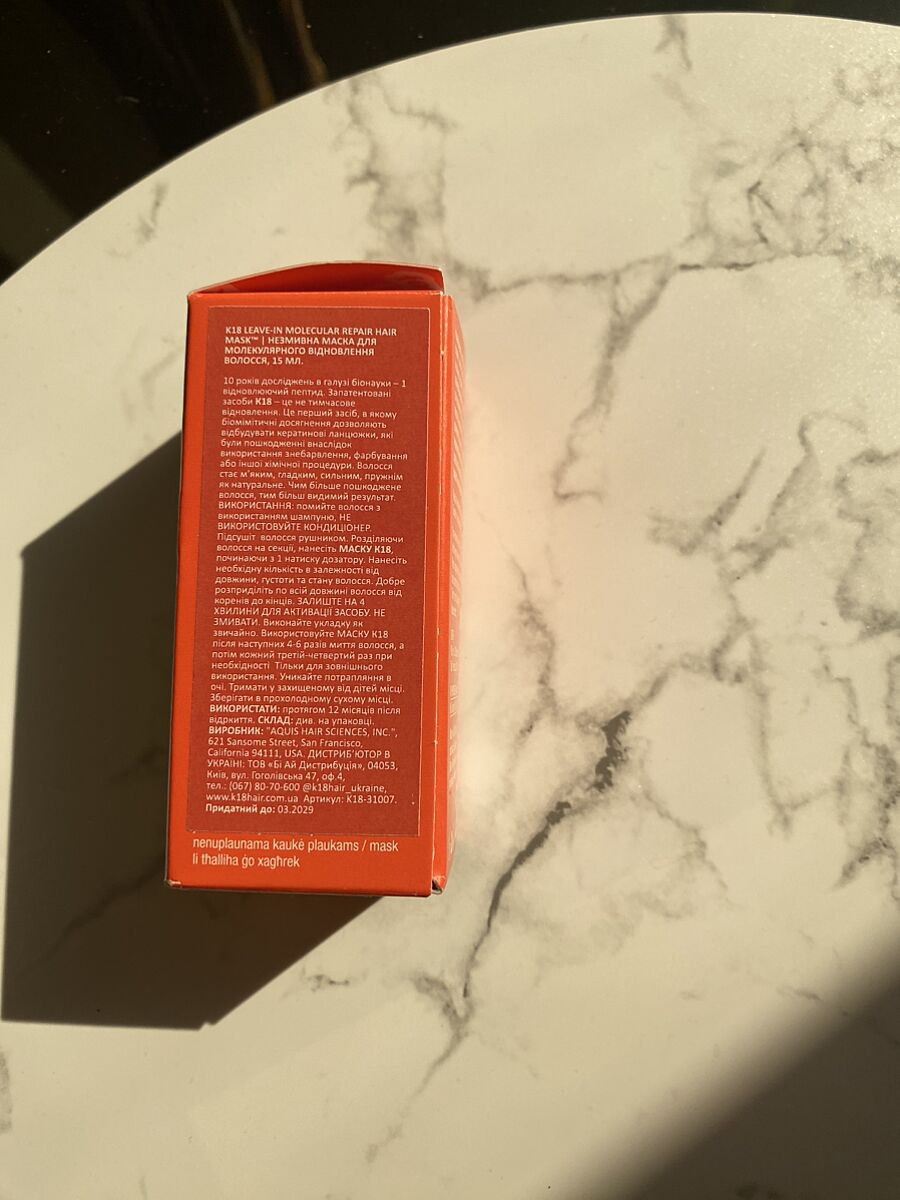 K18 LEAVE-IN MOLECULAR REPAIR HAIR
MASK™ | НЕЗМИВНА МАСКА ДЛЯ
МОЛЕКУЛЯРНОГО ВІДНОВЛЕННЯ
ВОЛОССЯ, 15 МЛ.
10 років досліджень в галузі біонауки – 1
відновлюючий пептид. Запатентовані
засоби К18 – це не тимчасове
відновлення. Це перший засіб, в якому
біомімітичні досягнення дозволяють
відбудувати кератинові ланцюжки, які
були пошкодженні внаслідок
використання знебарвлення, фарбування
або іншої хімічної процедури. Волосся
стає м'яким, гладким, сильним, пружнім
як натуральне. Чим більше пошкоджене
волосся, тим більш видимий результат.
ВИКОРИСТАННЯ: помийте волосся з
використанням шампуню, НЕ
ВИКОРИСТОВУЙТЕ КОНДИЦІОНЕР.
Підсушіт волосся рушником. Розділяючи
волосся на секції, нанесіть МАСКУ К18,
починаючи з 1 натиску дозатору. Нанесіть
необхідну кількість в залежності від
довжини, густоти та стану волосся. Добре
розприділіть по всій довжині волосся від
коренів до кінців. ЗАЛИШТЕ НА 4
ХВИЛИНИ ДЛЯ АКТИВАЦІЇ ЗАСОБУ. НЕ
ЗМИВАТИ. Виконайте укладку як
звичайно. Використовуйте МАСКУ К18
після наступних 4-6 разів миття волосся, а
потім кожний третій-четвертий раз при
необхідності Тільки для зовнішнього
використання. Уникайте потрапляння в
очі. Тримати у захищеному від дітей місці.
Зберігати в прохолодному сухому місці.
ВИКОРИСТАТИ: протягом 12 місяців після
відкриття. СКЛАД: див. на упаковці.
ВИРОБНИК: "AQUIS HAIR SCIENCES, INC.",
621 Sansome Street, San Francisco,
California 94111, USA. ДИСТРИБ'ЮТОР В
УКРАЇНІ: ТОВ «Бі Ай Дистрибуція», 04053,
Київ, вул. Гоголівська 47, оф.4,
тел.: (067) 80-70-600 @k18hair_ukraine,
www.k18hair.com.ua Артикул: K18-31007.
Придатний до: 03.2029
nenuplaunama kaukė plaukams / mask
li thalliha ġo xagħrek